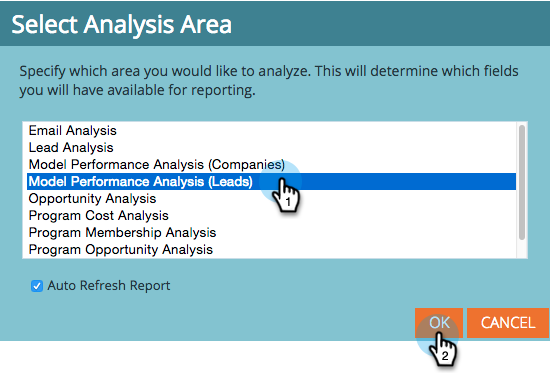 Select Analysis Area
Specify which area you would like to analyze. This will determine which fields
you will have available for reporting.
Email Analysis
Lead Analysis
Model Performance Analysis (Companies)
Model Performance Analysis (Leads)
1
Opportunity Analysis
Program Cost Analysis
Program Membership Analysis
Program Opportunity Analysis
Auto Refresh Report
OK CANCEL
2